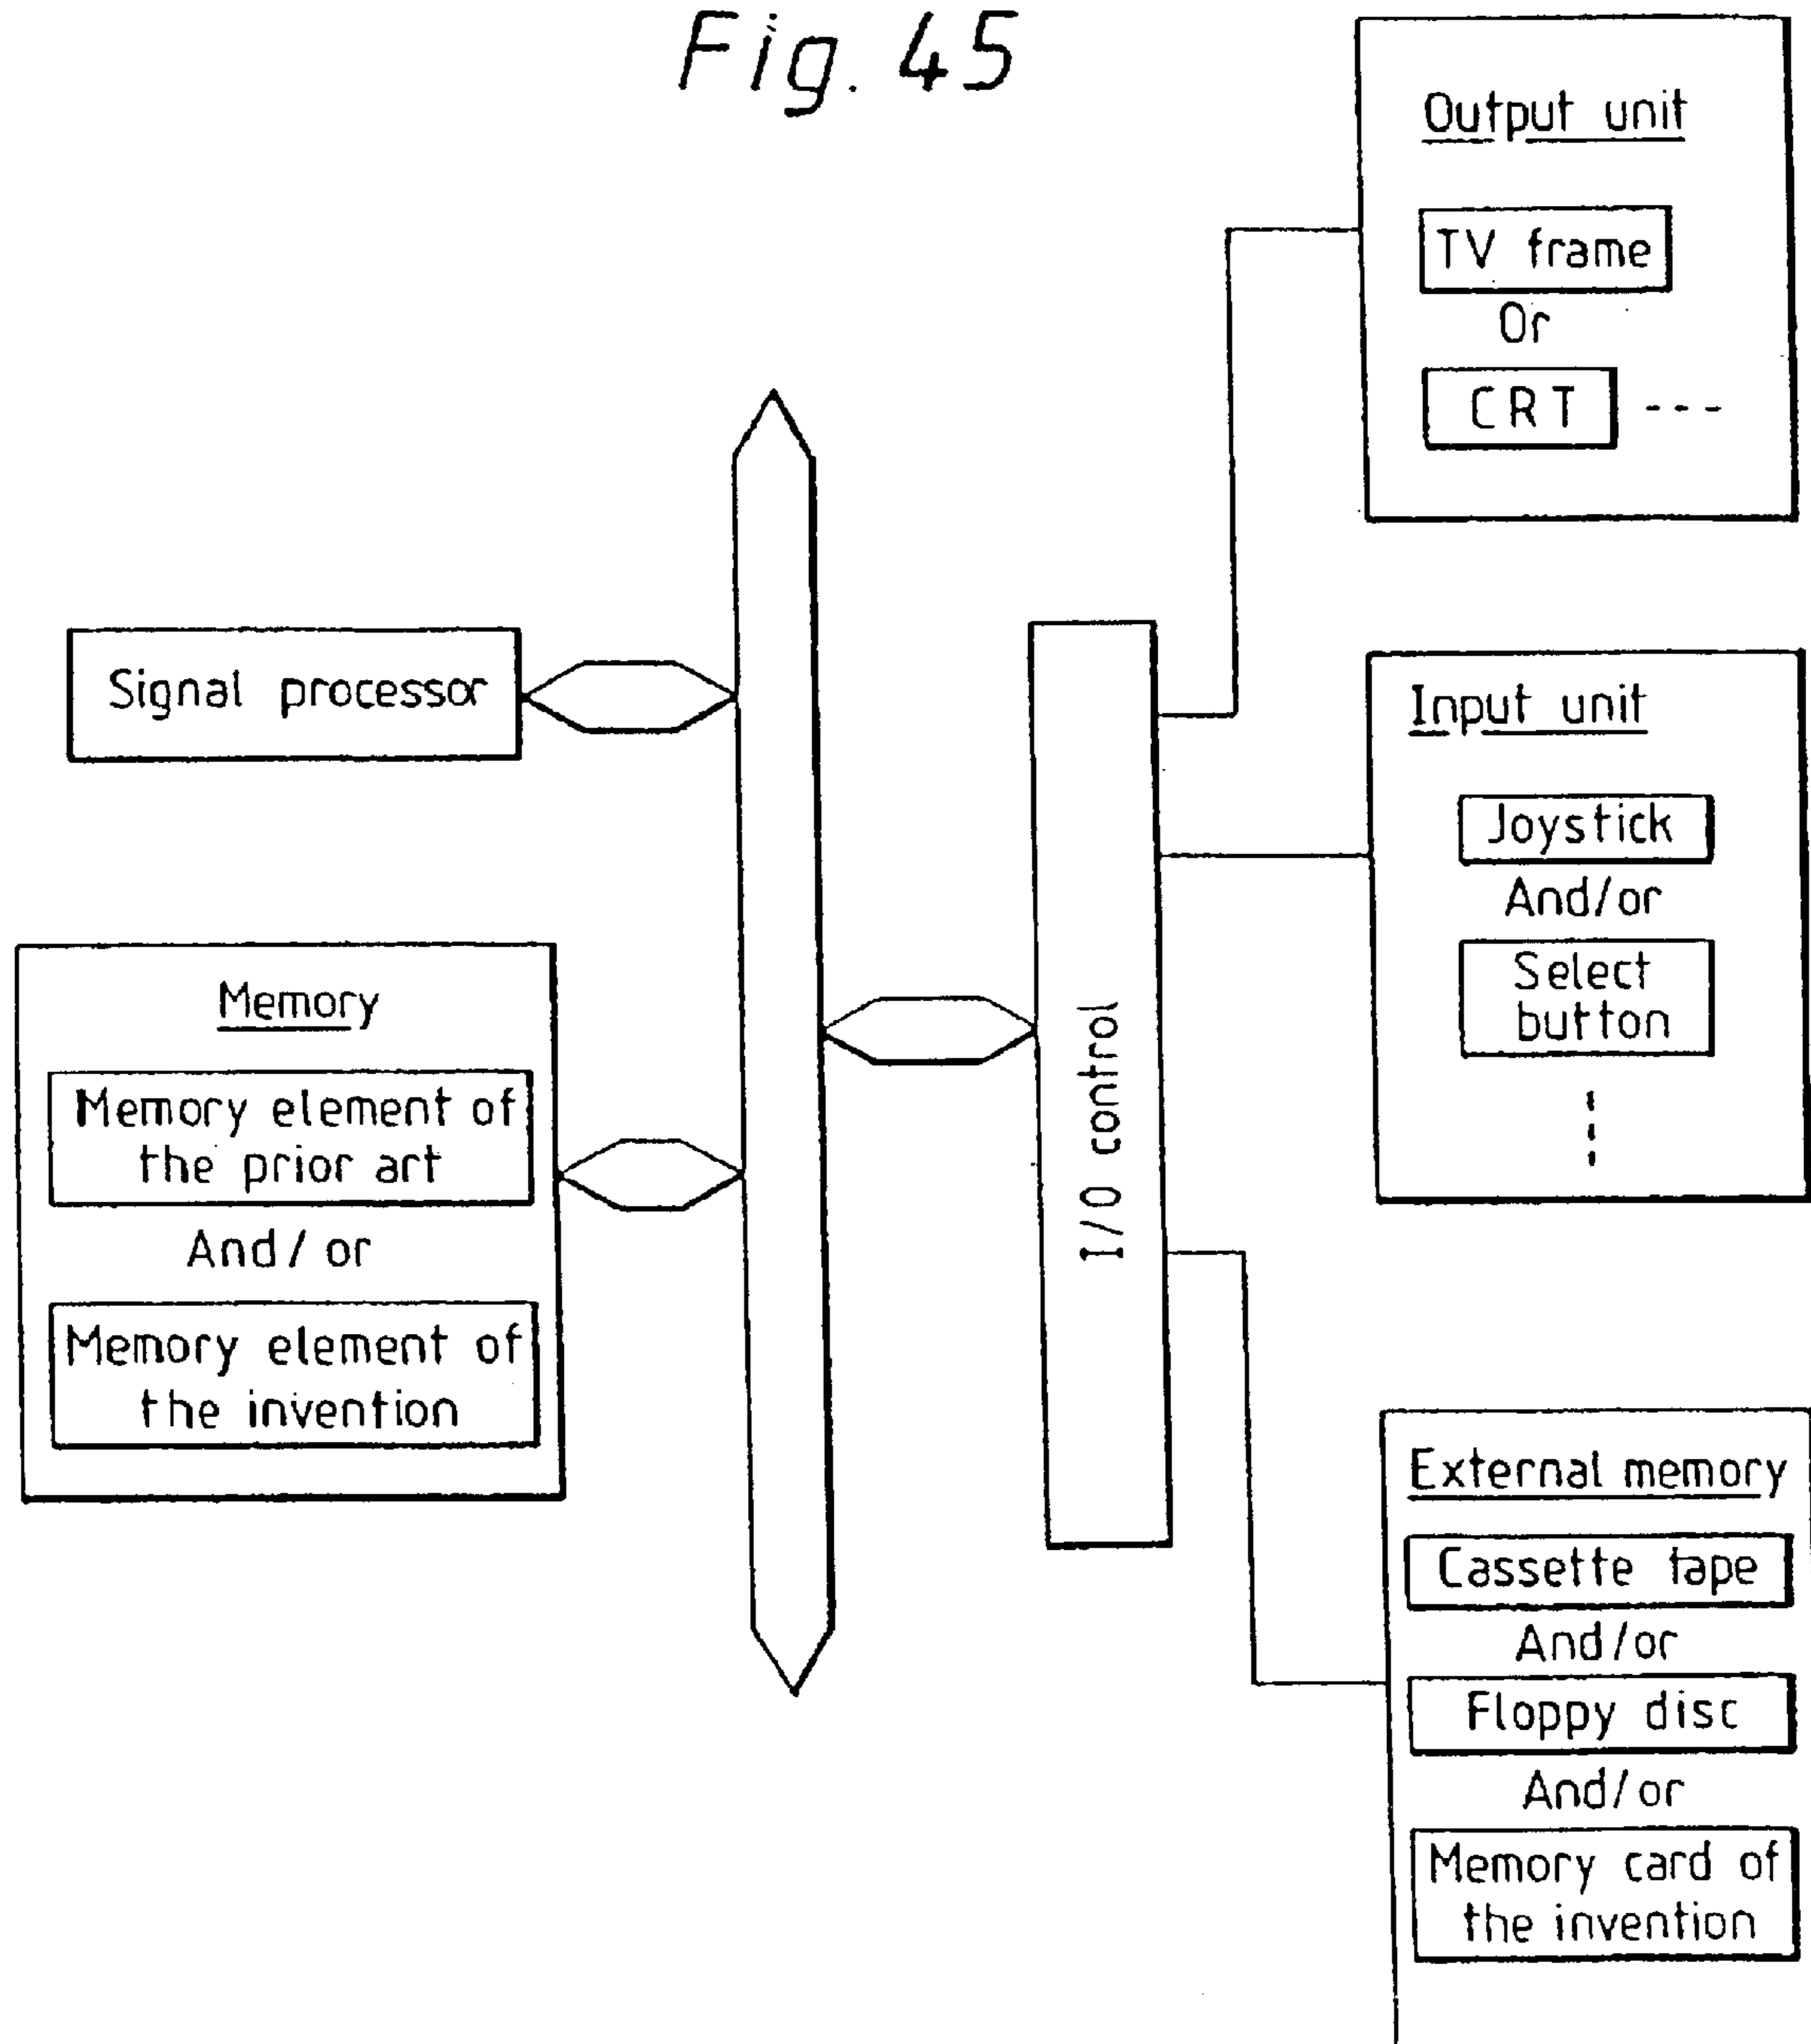 Fig. 45
Output unit
TV frame
Or
CRT ---
Signal processor
Input unit
Joystick
And/or
Select
button
Memory
Memory element of
the prior art
And/ or
Memory element of
the invention
I/O control
External memory
Cassette tape
And/or
Floppy disc
And/or
Memory card of
the invention